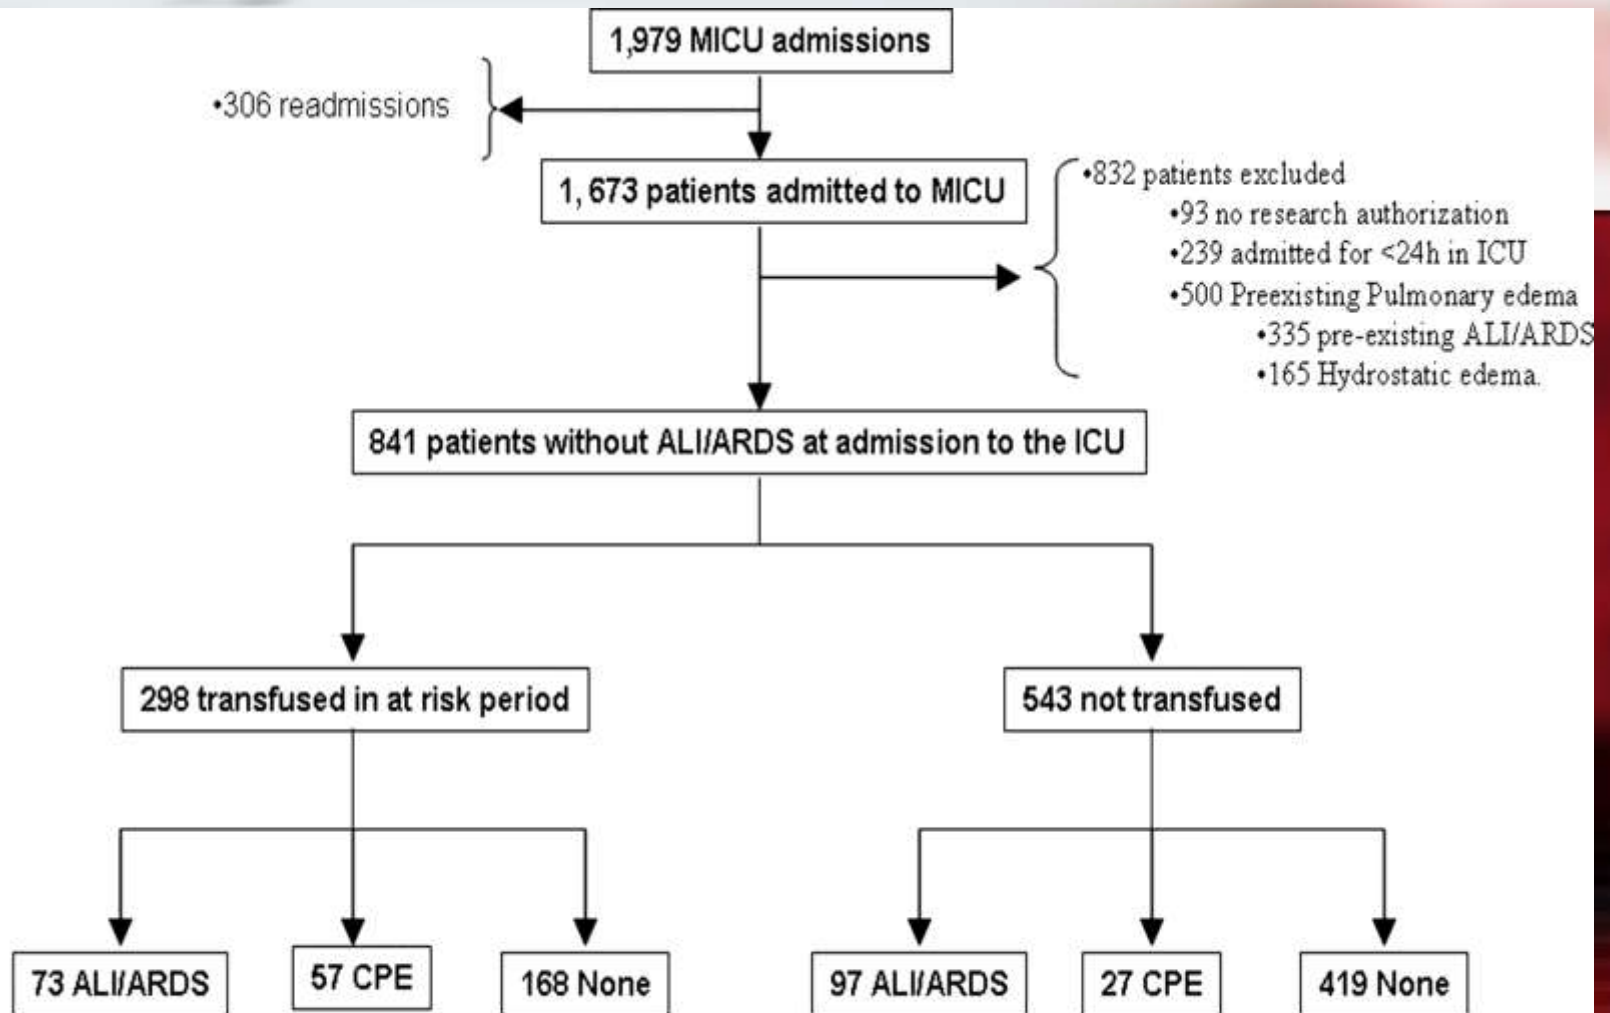 1,979 MICU admissions
•306 readmissions
1, 673 patients admitted to MICU
•832 patients excluded
•93 no research authorization
•239 admitted for <24h in ICU
•500 Preexisting Pulmonary edema
•335 pre-existing ALI/ARDS
•165 Hydrostatic edema.
841 patients without ALI/ARDS at admission to the ICU
298 transfused in at risk period
543 not transfused
73 ALI/ARDS
57 CPE
168 None
97 ALI/ARDS
27 CPE
419 None